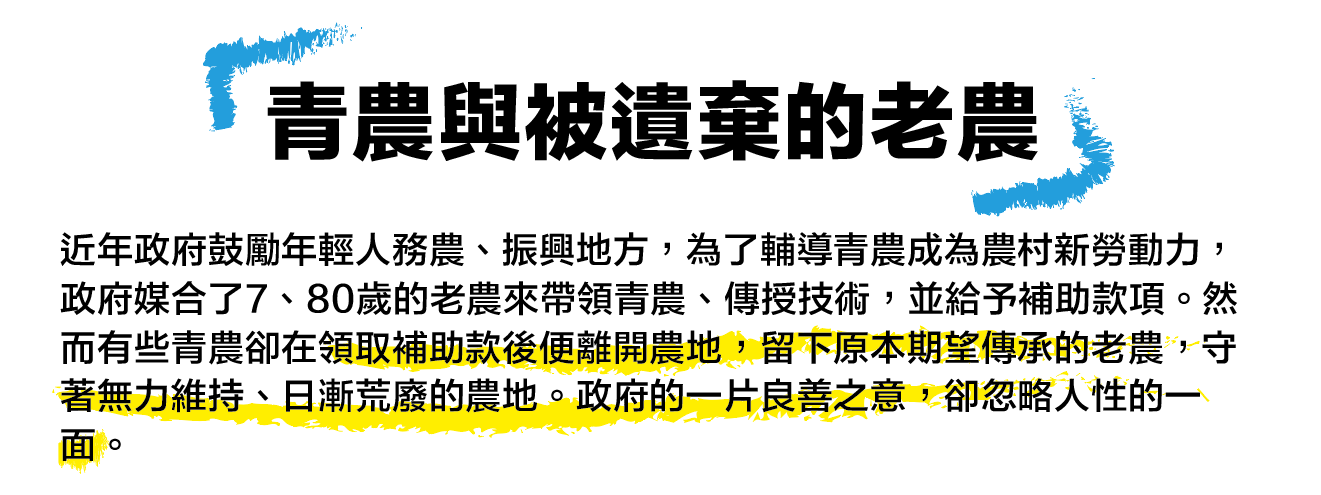 青農與被遺棄的老農
近年政府鼓勵年輕人務農、振興地方，為了輔導青農成為農村新勞動力，
政府媒合了7、80歲的老農來帶領青農、傳授技術，並給予補助款項。然
而有些青農卻在領取補助款後便離開農地，留下原本期望傳承的老農，守
著無力維持、日漸荒廢的農地。政府的一片良善之意，卻忽略人性的一
面。